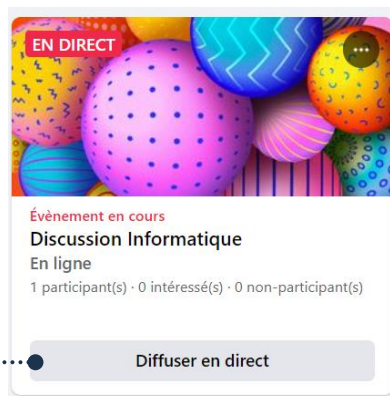 EN DIRECT
Évènement en cours
Discussion Informatique
En ligne
1 participant(s) · 0 intéressé(s) · 0 non-participant(s)
Diffuser en direct